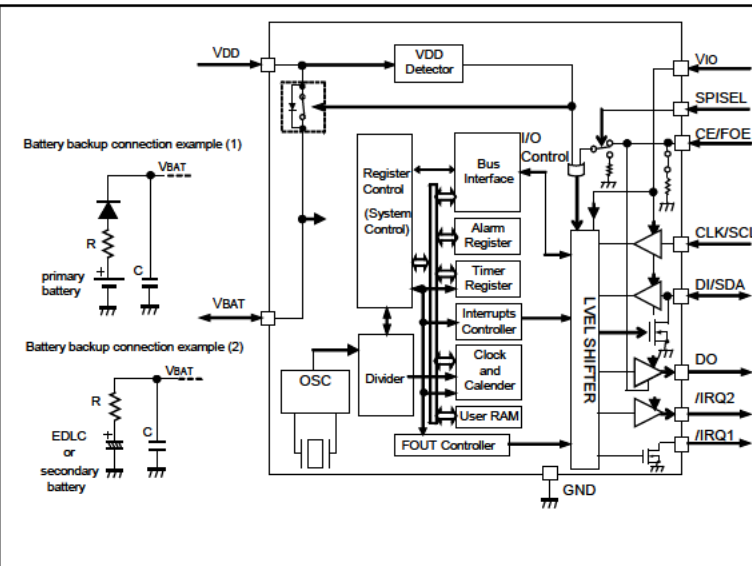 VDD
VDD
Detector
VIO
SPISEL
CE/FOE
Battery backup connection example (1)
VBAT
R
C
primary
battery
+
I/O
Control
Register
Control
(System
Control)
Bus
Interface
Alarm
Register
Timer
Register
Interrupts
Controller
Clock
and
Calender
User RAM
FOUT Controller
LVEL SHIFTER
CLK/SCL
DI/SDA
DO
/IRQ2
/IRQ1
VBAT
Battery backup connection example (2)
VBAT
R
C
+
EDLC
or
secondary
battery
OSC
Divider
GND